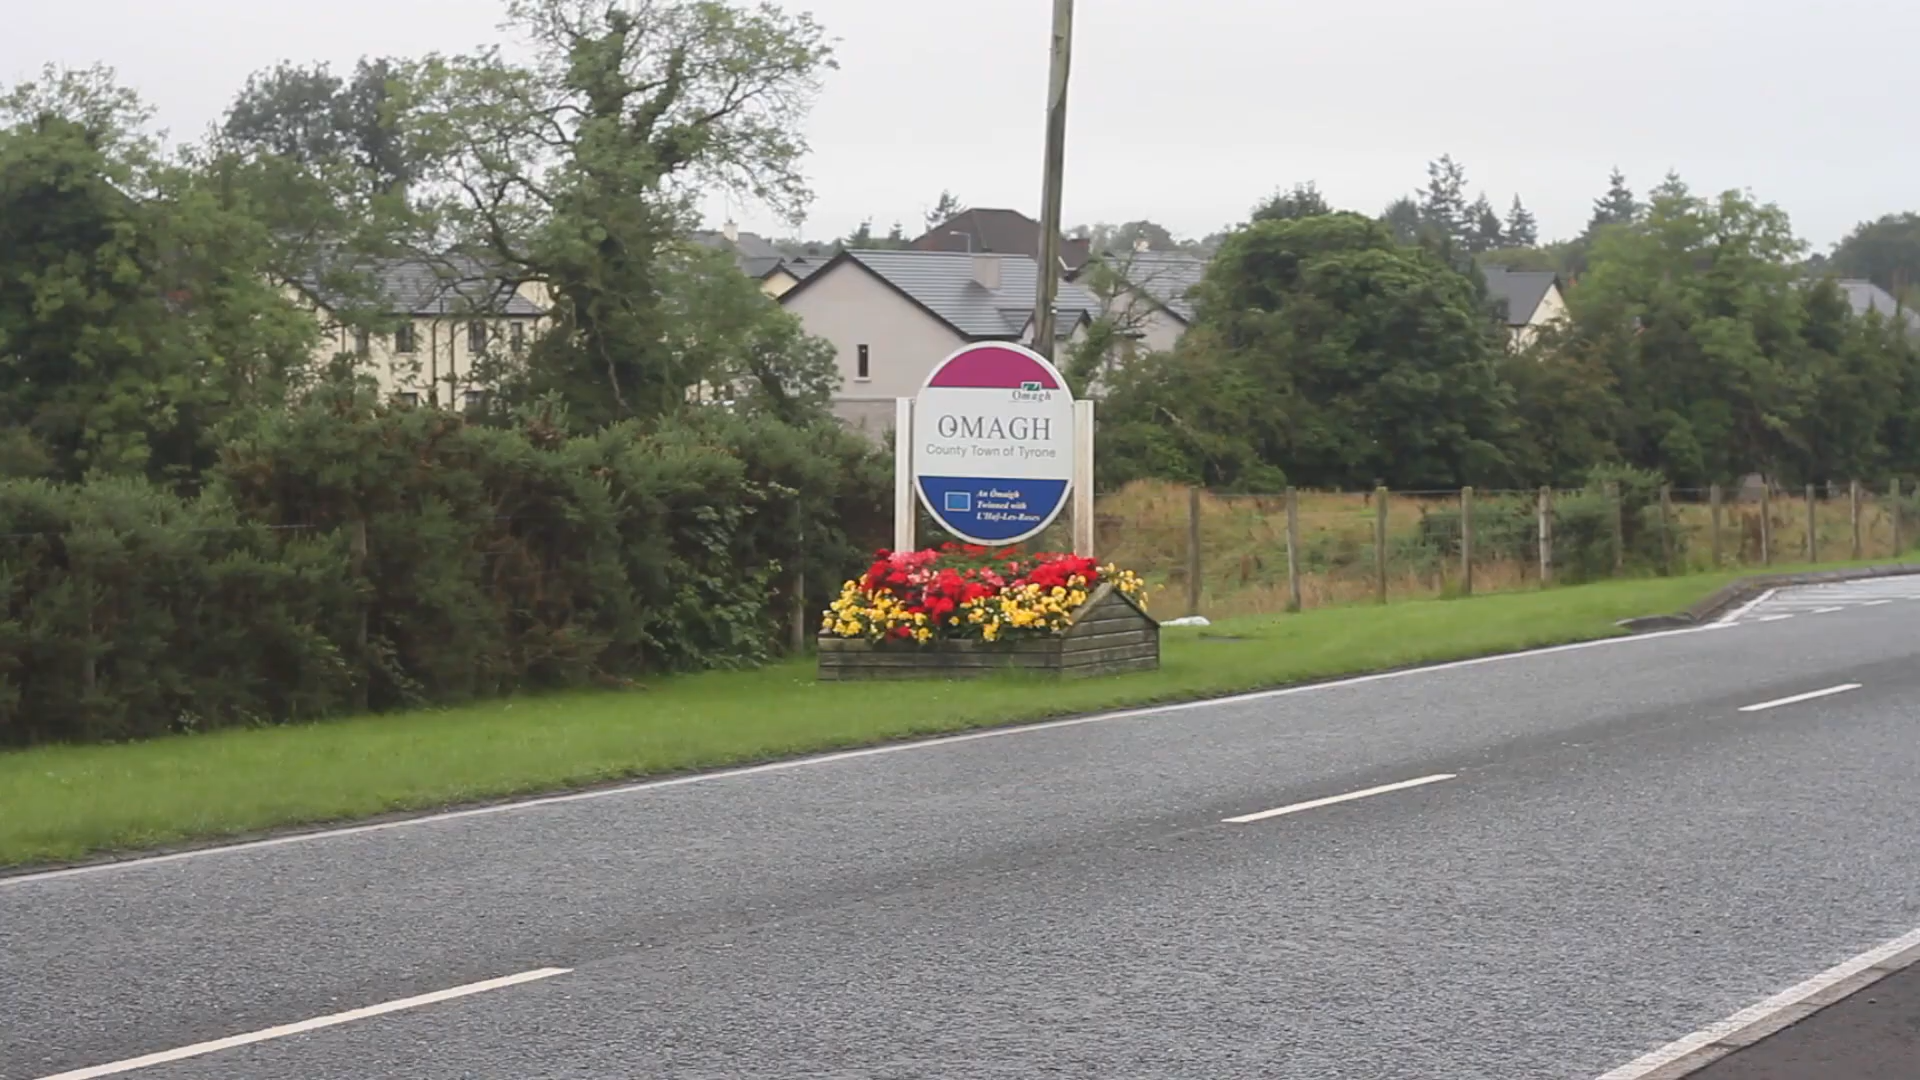 Omagh
OMAGH
County Town of Tyrone
An Ómaigh
Twinned with
L'Haÿ-Les-Roses